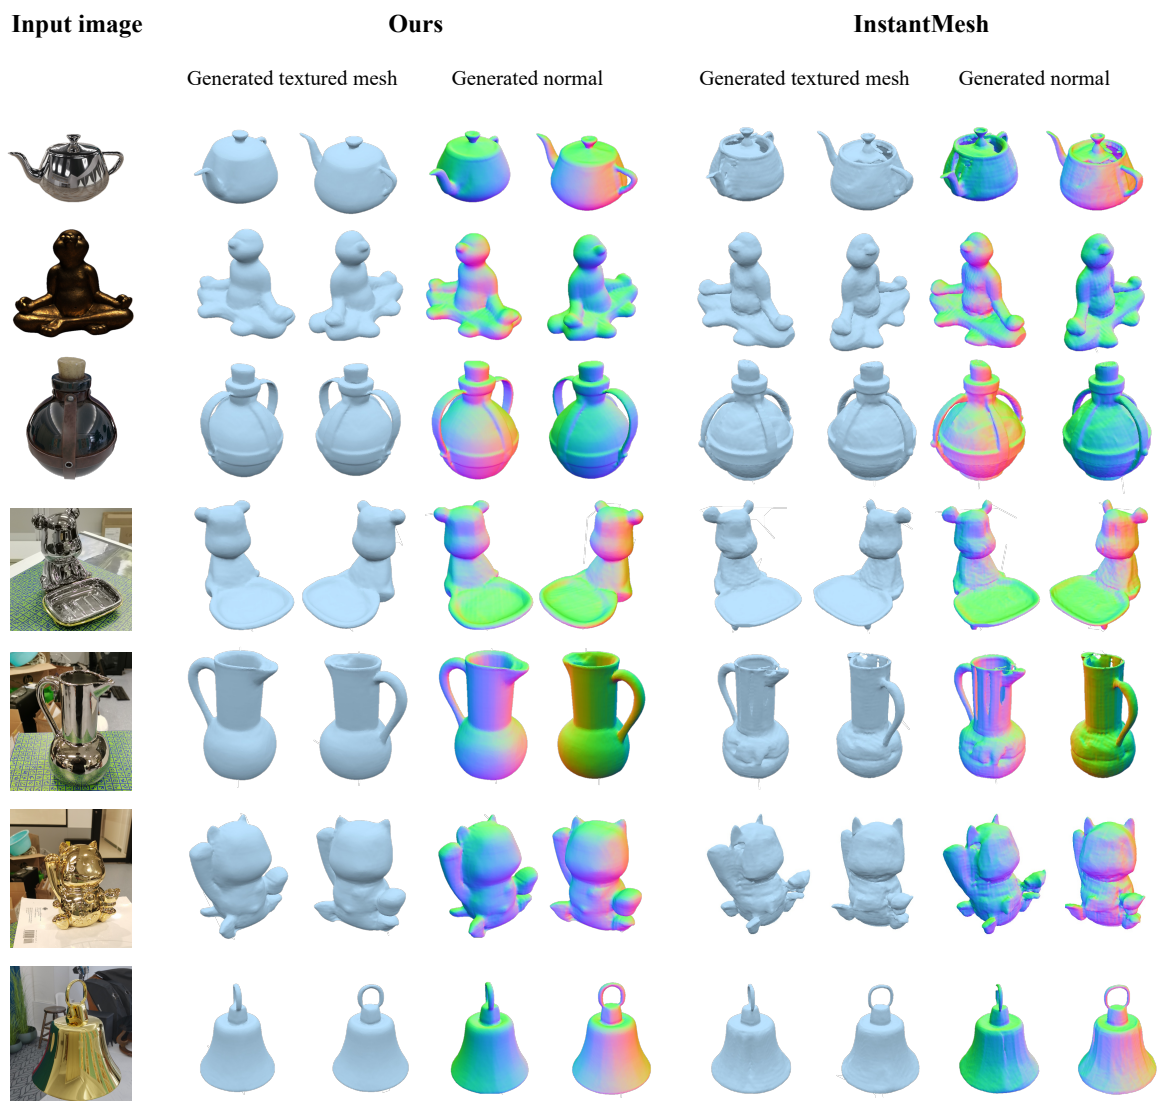 Input image
Ours
InstantMesh
Generated textured mesh
Generated normal
Generated textured mesh
Generated normal